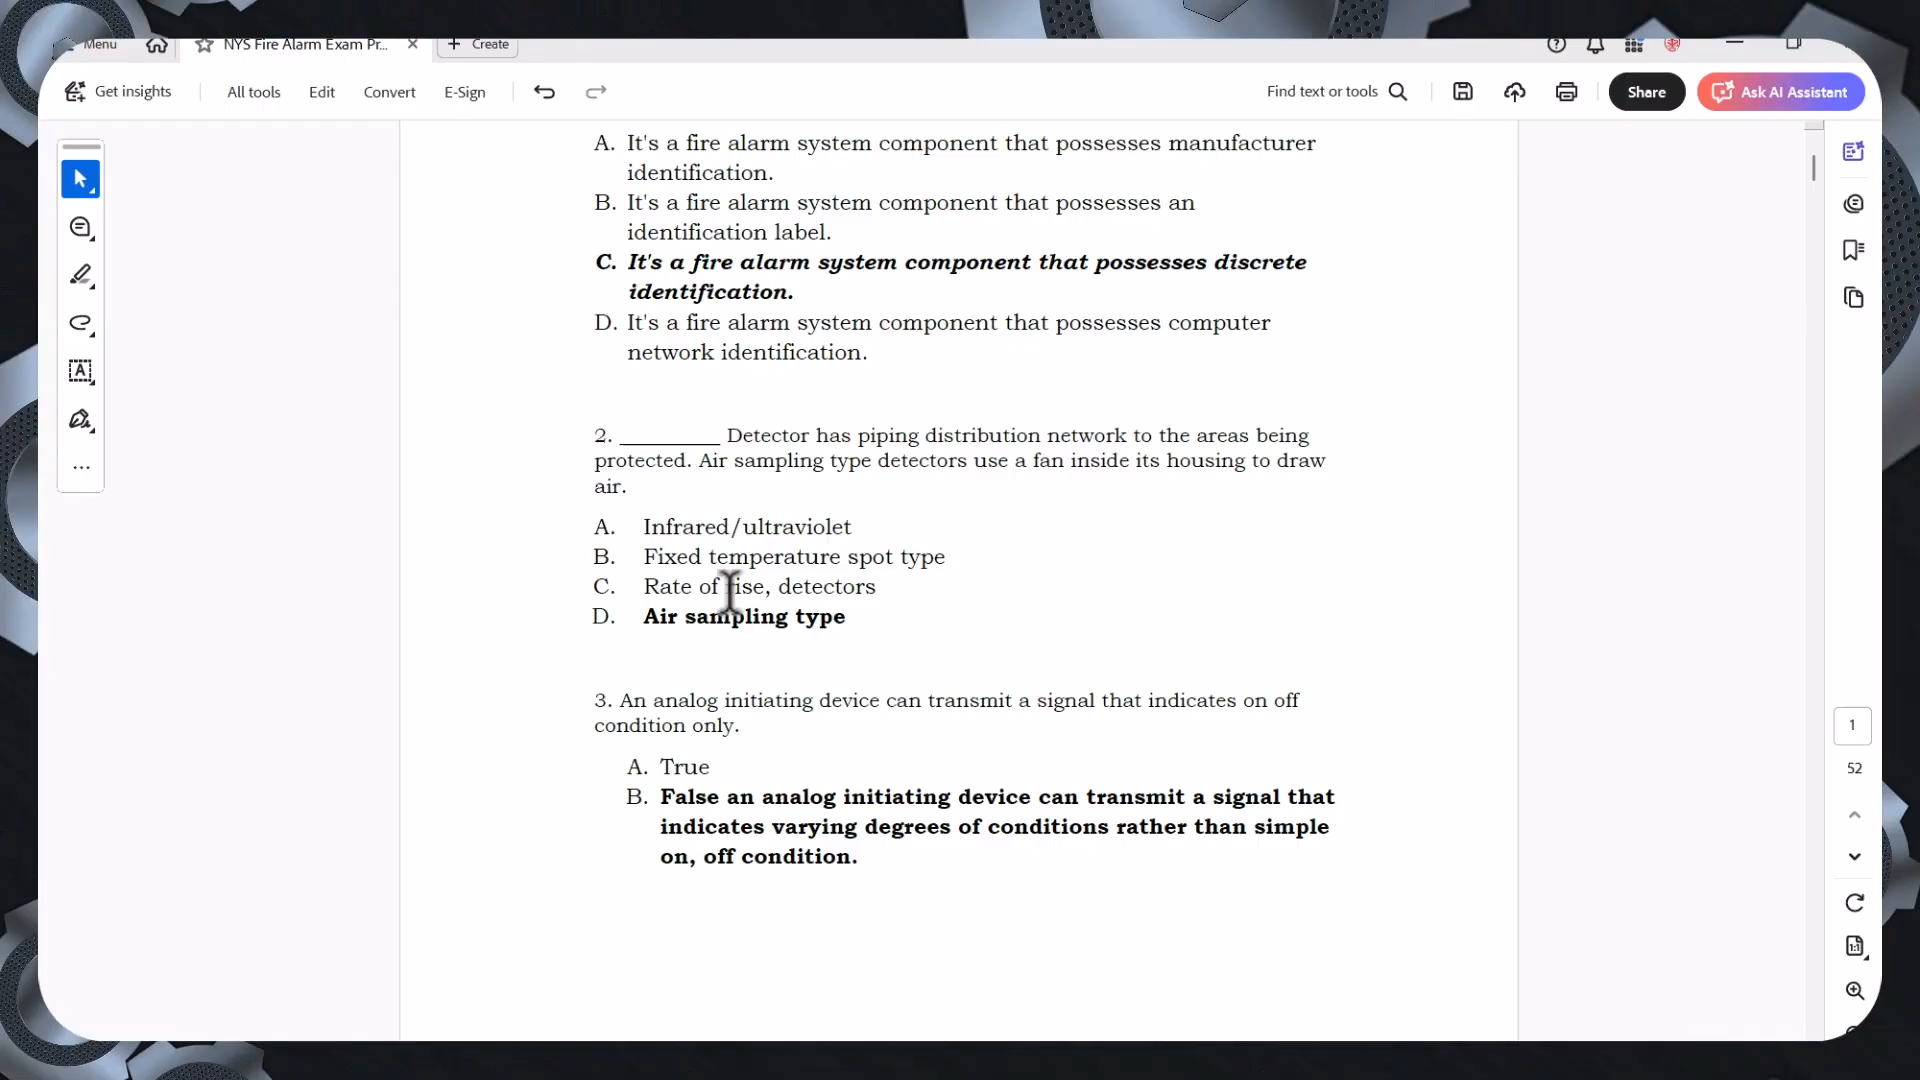 Menu
NYS Fire Alarm Exam Pr...
Create
Get insights
All tools
Edit
Convert
E-Sign
Find text or tools
Share
Ask AI Assistant
A. It's a fire alarm system component that possesses manufacturer
identification.
B. It's a fire alarm system component that possesses an
identification label.
C. It's a fire alarm system component that possesses discrete
identification.
D. It's a fire alarm system component that possesses computer
network identification.
2. __________ Detector has piping distribution network to the areas being
protected. Air sampling type detectors use a fan inside its housing to draw
air.
A. Infrared/ultraviolet
B. Fixed temperature spot type
C. Rate of rise, detectors
D. Air sampling type
3. An analog initiating device can transmit a signal that indicates on off
condition only.
A. True
B. False an analog initiating device can transmit a signal that
indicates varying degrees of conditions rather than simple
on, off condition.
1
52